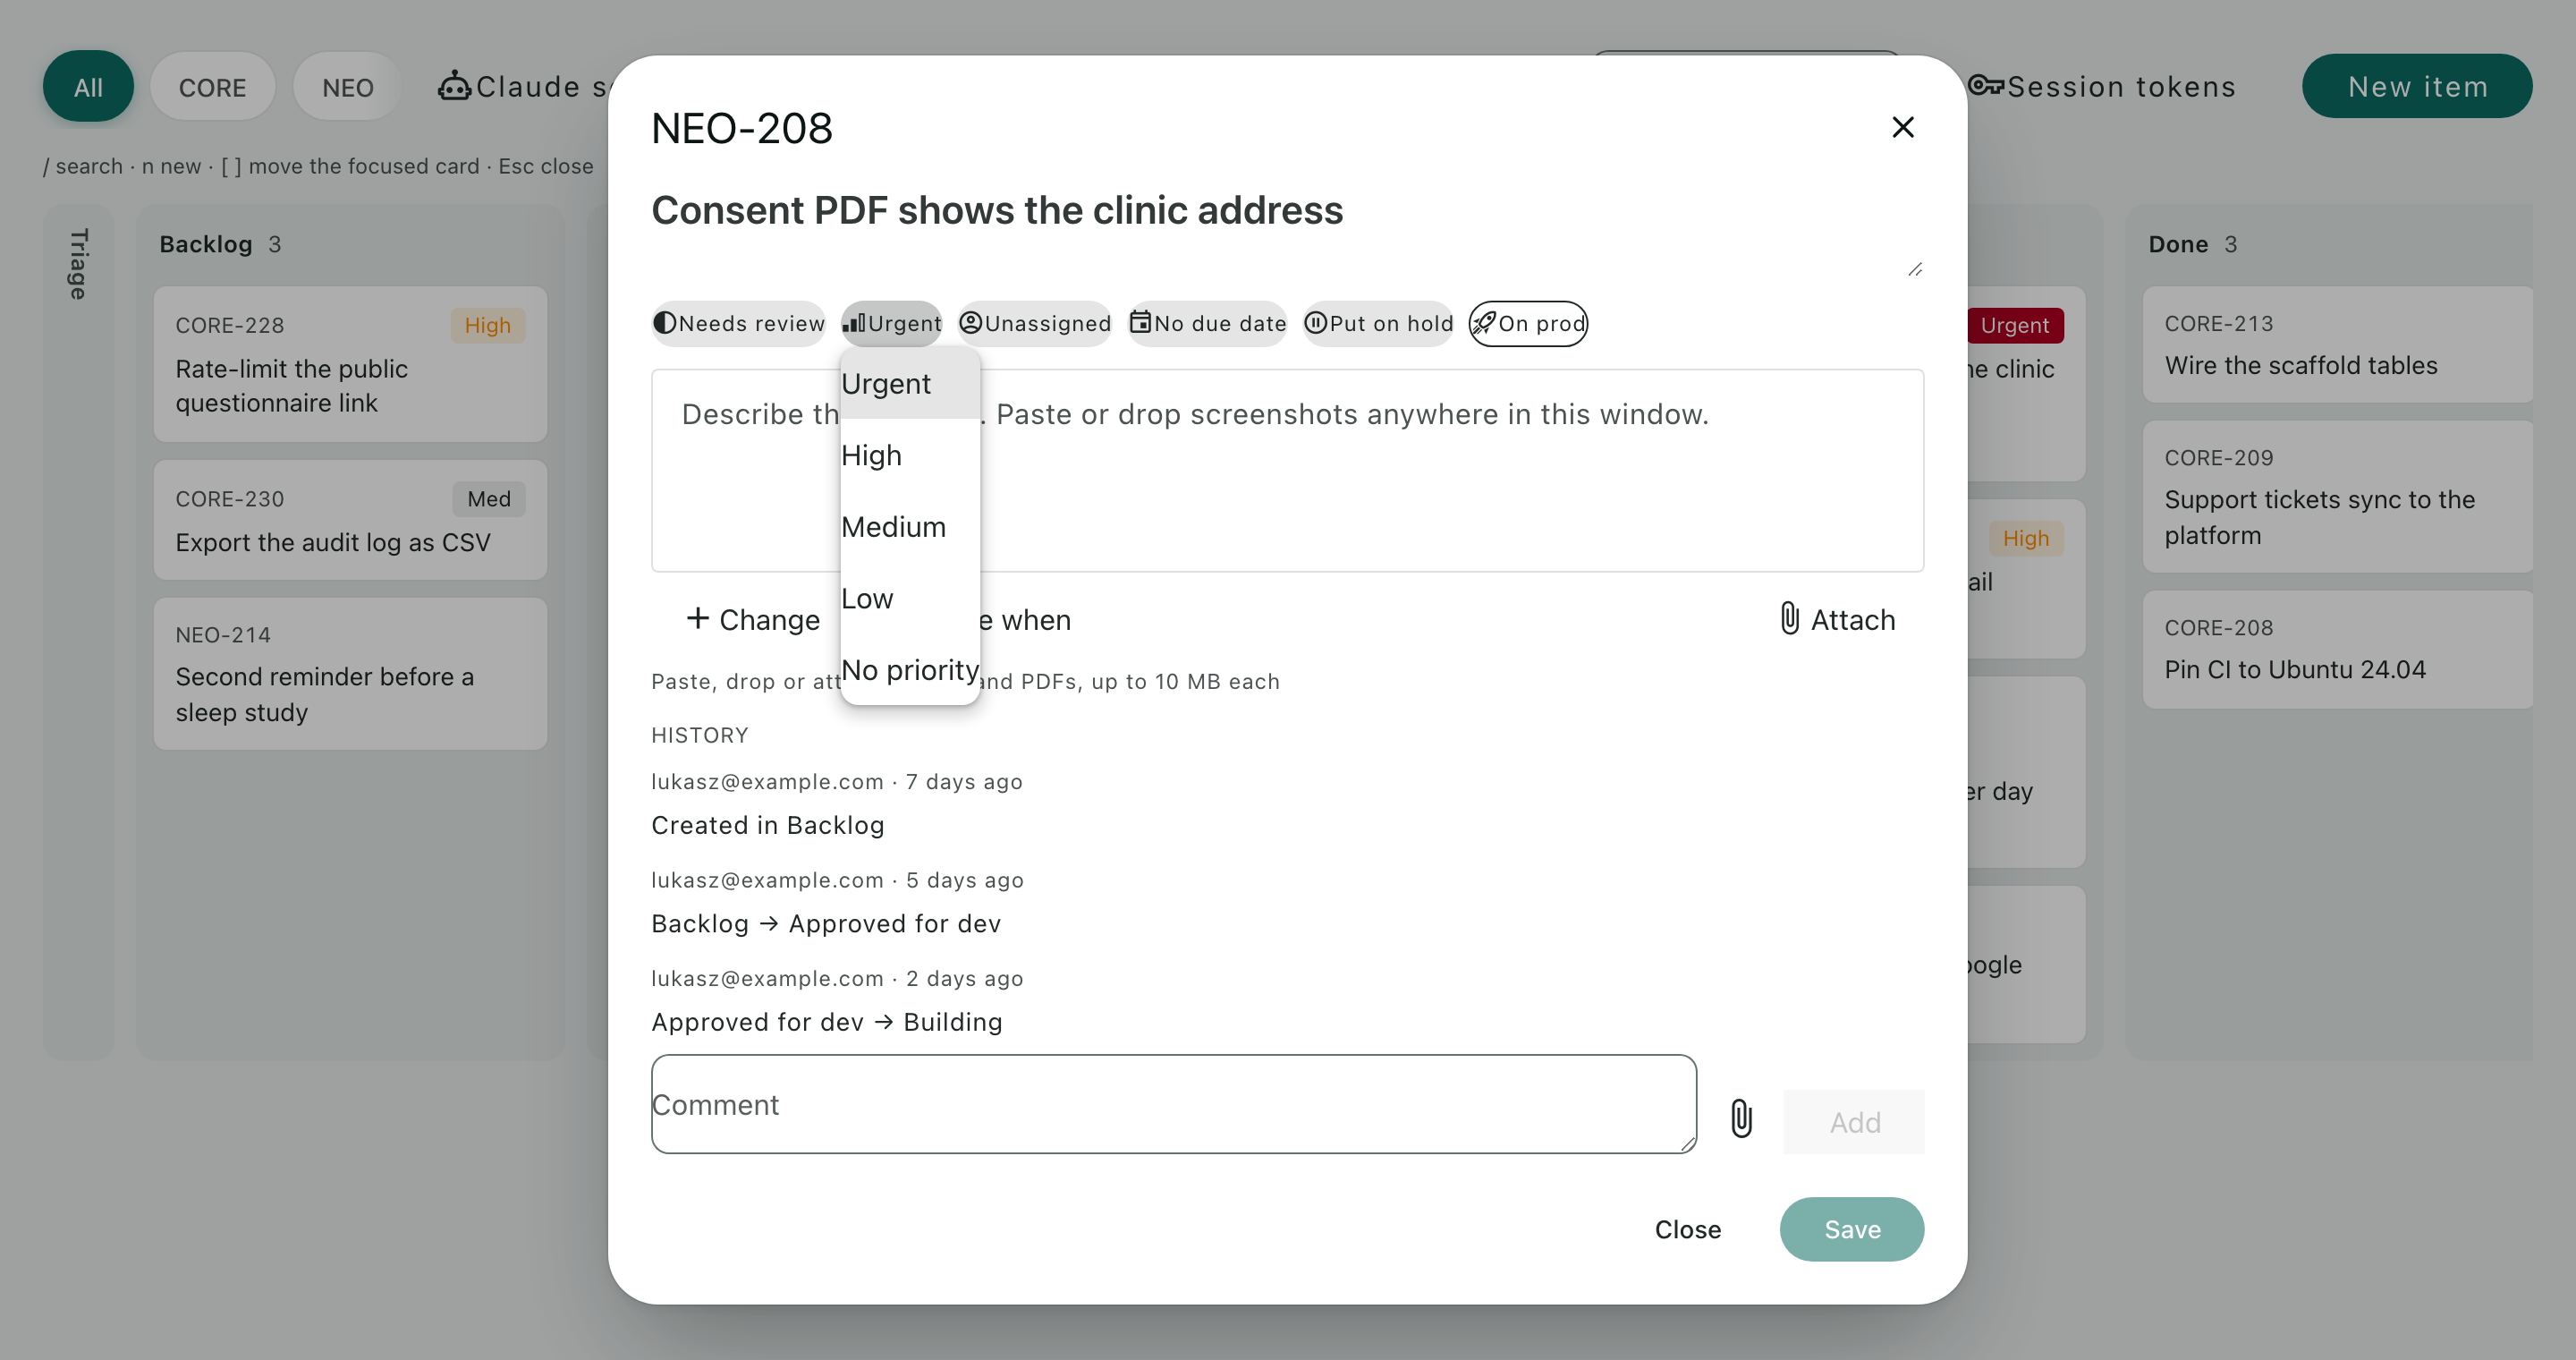 All CORE NEO Claude s Session tokens New item
/ search · n new · [ ] move the focused card · Esc close
Triage
Backlog 3
CORE-228 High
Rate-limit the public
questionnaire link
CORE-230 Med
Export the audit log as CSV
NEO-214
Second reminder before a
sleep study
NEO-208
Consent PDF shows the clinic address
Needs review Urgent Unassigned No due date Put on hold On prod
Urgent
High
Medium
Low
No priority
Describe th . Paste or drop screenshots anywhere in this window.
+ Change e when Attach
Paste, drop or att and PDFs, up to 10 MB each
HISTORY
lukasz@example.com · 7 days ago
Created in Backlog
lukasz@example.com · 5 days ago
Backlog → Approved for dev
lukasz@example.com · 2 days ago
Approved for dev → Building
Comment
Add
Close Save
Urgent
ne clinic
High
ail
er day
oogle
Done 3
CORE-213
Wire the scaffold tables
CORE-209
Support tickets sync to the
platform
CORE-208
Pin CI to Ubuntu 24.04